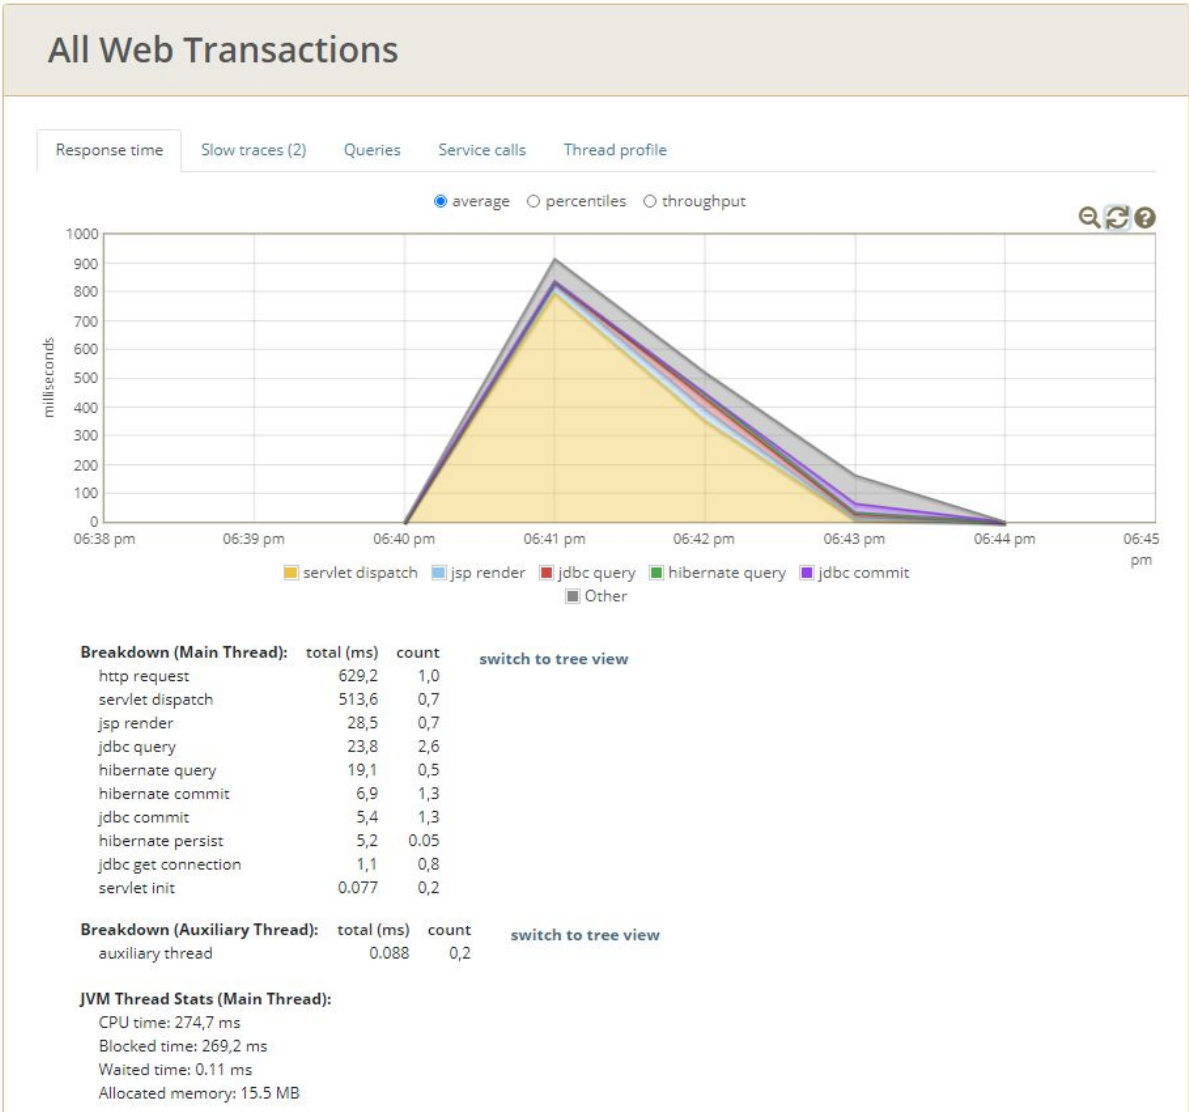 All Web Transactions
Response time Slow traces (2) Queries Service calls Thread profile
average percentiles throughput
1000
900
800
700
600
500
400
300
200
100
0
milliseconds
06:38 pm 06:39 pm 06:40 pm 06:41 pm 06:42 pm 06:43 pm 06:44 pm 06:45
pm
servlet dispatch jsp render jdbc query hibernate query jdbc commit
Other
Breakdown (Main Thread): total (ms) count switch to tree view
http request 629,2 1,0
servlet dispatch 513,6 0,7
jsp render 28,5 0,7
jdbc query 23,8 2,6
hibernate query 19,1 0,5
hibernate commit 6,9 1,3
jdbc commit 5,4 1,3
hibernate persist 5,2 0.05
jdbc get connection 1,1 0,8
servlet init 0.077 0,2
Breakdown (Auxiliary Thread): total (ms) count switch to tree view
auxiliary thread 0.088 0,2
JVM Thread Stats (Main Thread):
CPU time: 274,7 ms
Blocked time: 269,2 ms
Waited time: 0.11 ms
Allocated memory: 15.5 MB